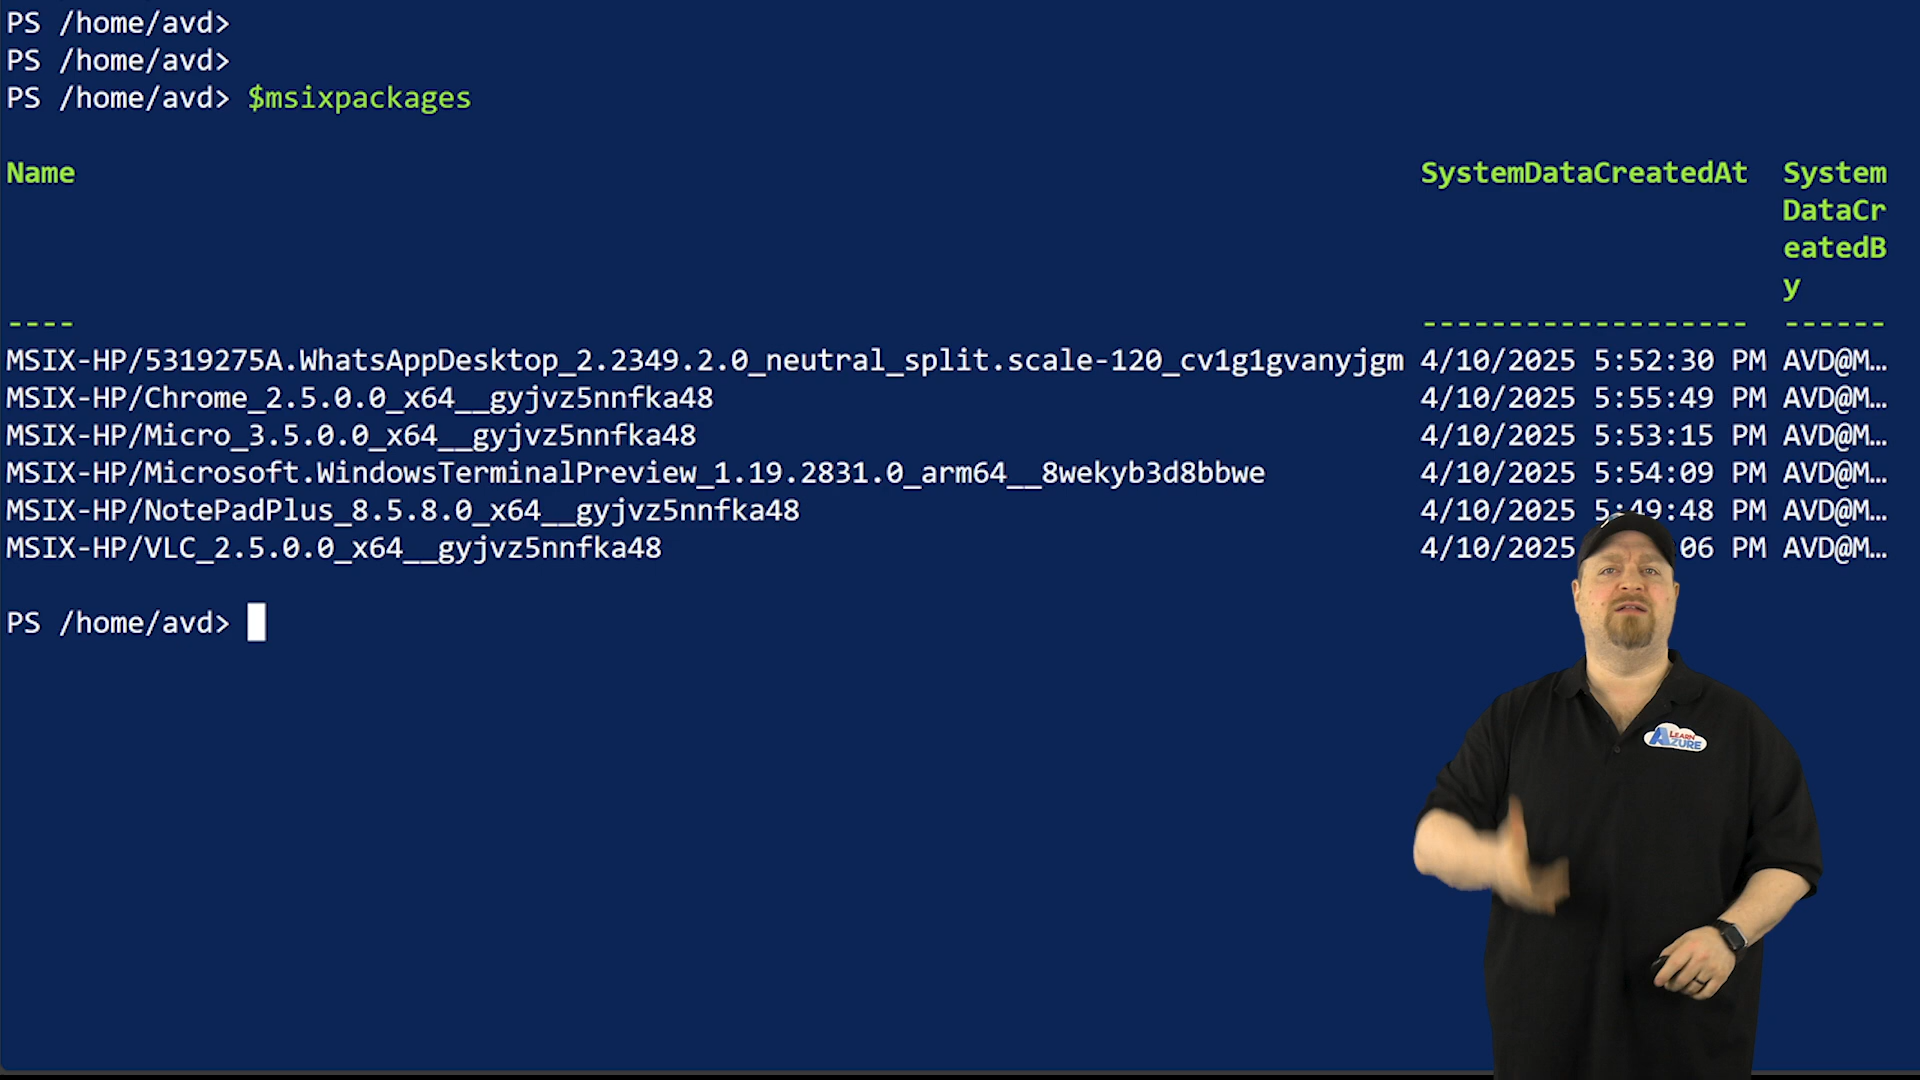 PS /home/avd>
PS /home/avd>
PS /home/avd> $msixpackages
Name SystemDataCreatedAt System
DataCr
eatedB
y
---- ------------------- ------
MSIX-HP/5319275A.WhatsAppDesktop_2.2349.2.0_neutral_split.scale-120_cv1g1gvanyjgm 4/10/2025 5:52:30 PM AVD@M…
MSIX-HP/Chrome_2.5.0.0_x64__gyjvz5nnfka48 4/10/2025 5:55:49 PM AVD@M…
MSIX-HP/Micro_3.5.0.0_x64__gyjvz5nnfka48 4/10/2025 5:53:15 PM AVD@M…
MSIX-HP/Microsoft.WindowsTerminalPreview_1.19.2831.0_arm64__8wekyb3d8bbwe 4/10/2025 5:54:09 PM AVD@M…
MSIX-HP/NotePadPlus_8.5.8.0_x64__gyjvz5nnfka48 4/10/2025 5:49:48 PM AVD@M…
MSIX-HP/VLC_2.5.0.0_x64__gyjvz5nnfka48 4/10/2025 06 PM AVD@M…
PS /home/avd>
LEARN
AZURE